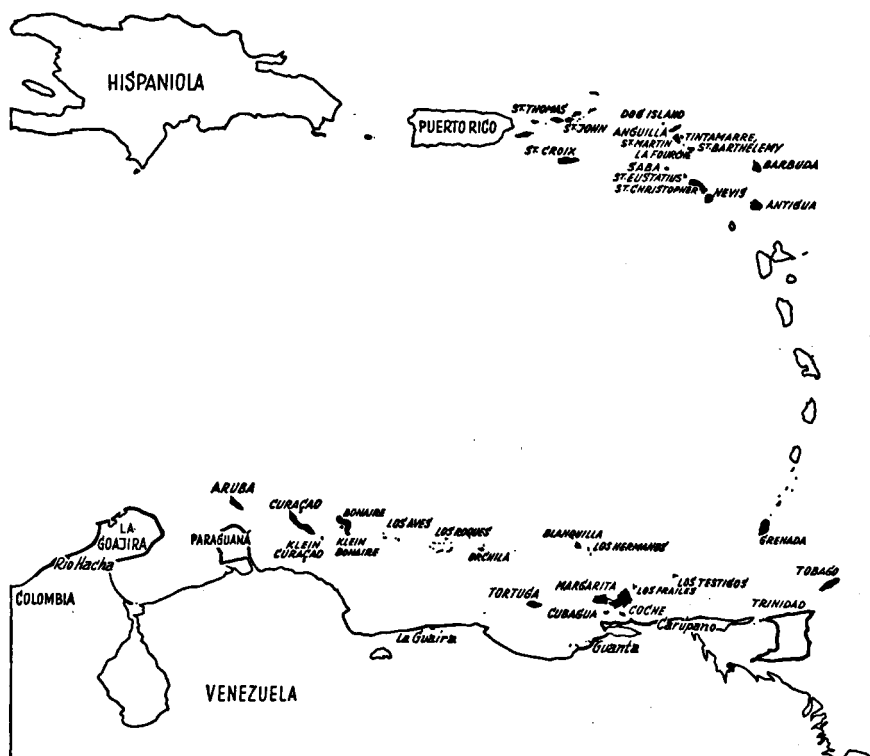 HISPANIOLA
PUERTO RICO
ST. THOMAS
ST. JOHN
ST. CROIX
DOG ISLAND
ANGUILLA
TINTAMARRE,
ST. MARTIN
ST. BARTHÉLEMY
LA FOURCHE
SABA
ST. EUSTATIUS
ST. CHRISTOPHER
NEVIS
BARBUDA
ANTIGUA
ARUBA
CURAÇAO
BONAIRE
LOS AVES
LOS ROQUES
KLEIN
CURAÇAO
KLEIN
BONAIRE
ORCHILA
BLANQUILLA
LOS HERMANOS
GRENADA
LA
GOAJIRA
PARAGUANA
Rio Hacha
COLOMBIA
TORTUGA
MARGARITA
LOS FRAILES
LOS TESTIGOS
TOBAGO
CUBAGUA
COCHE
TRINIDAD
La Guaira
Carupano
Guanta
VENEZUELA